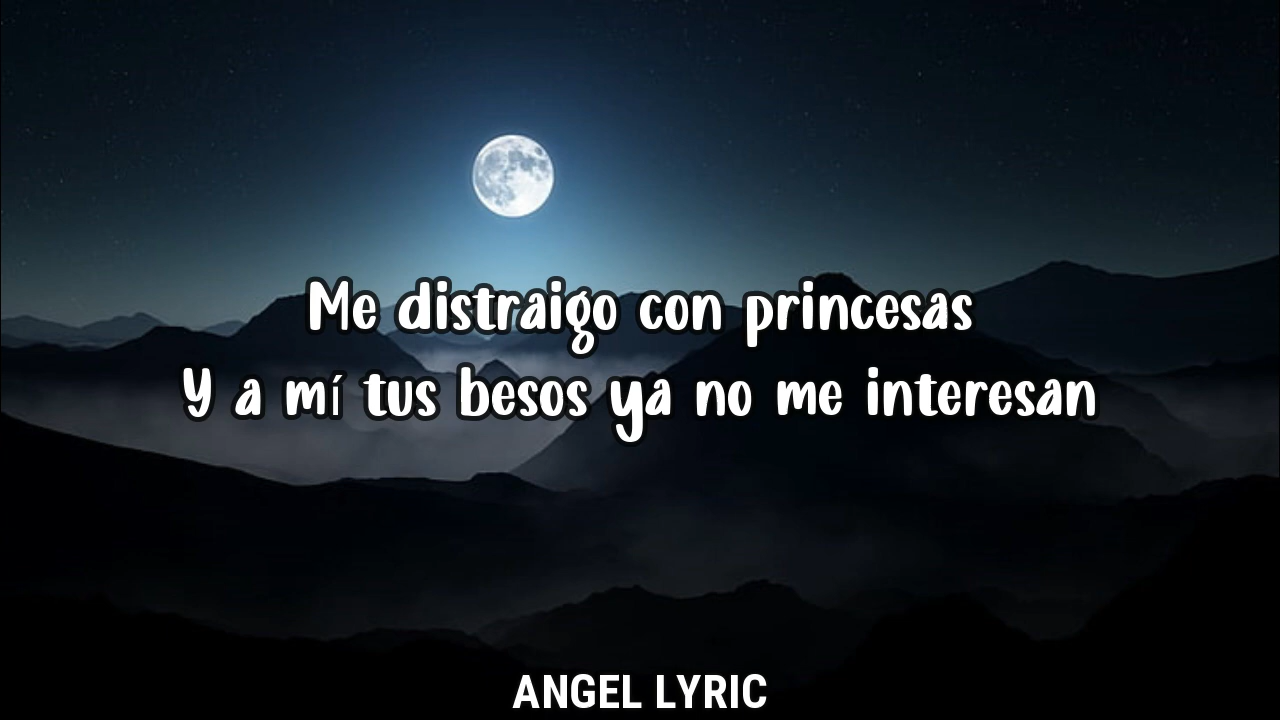 Me distraigo con princesas
Y a mí tus besos ya no me interesan
ANGEL LYRIC